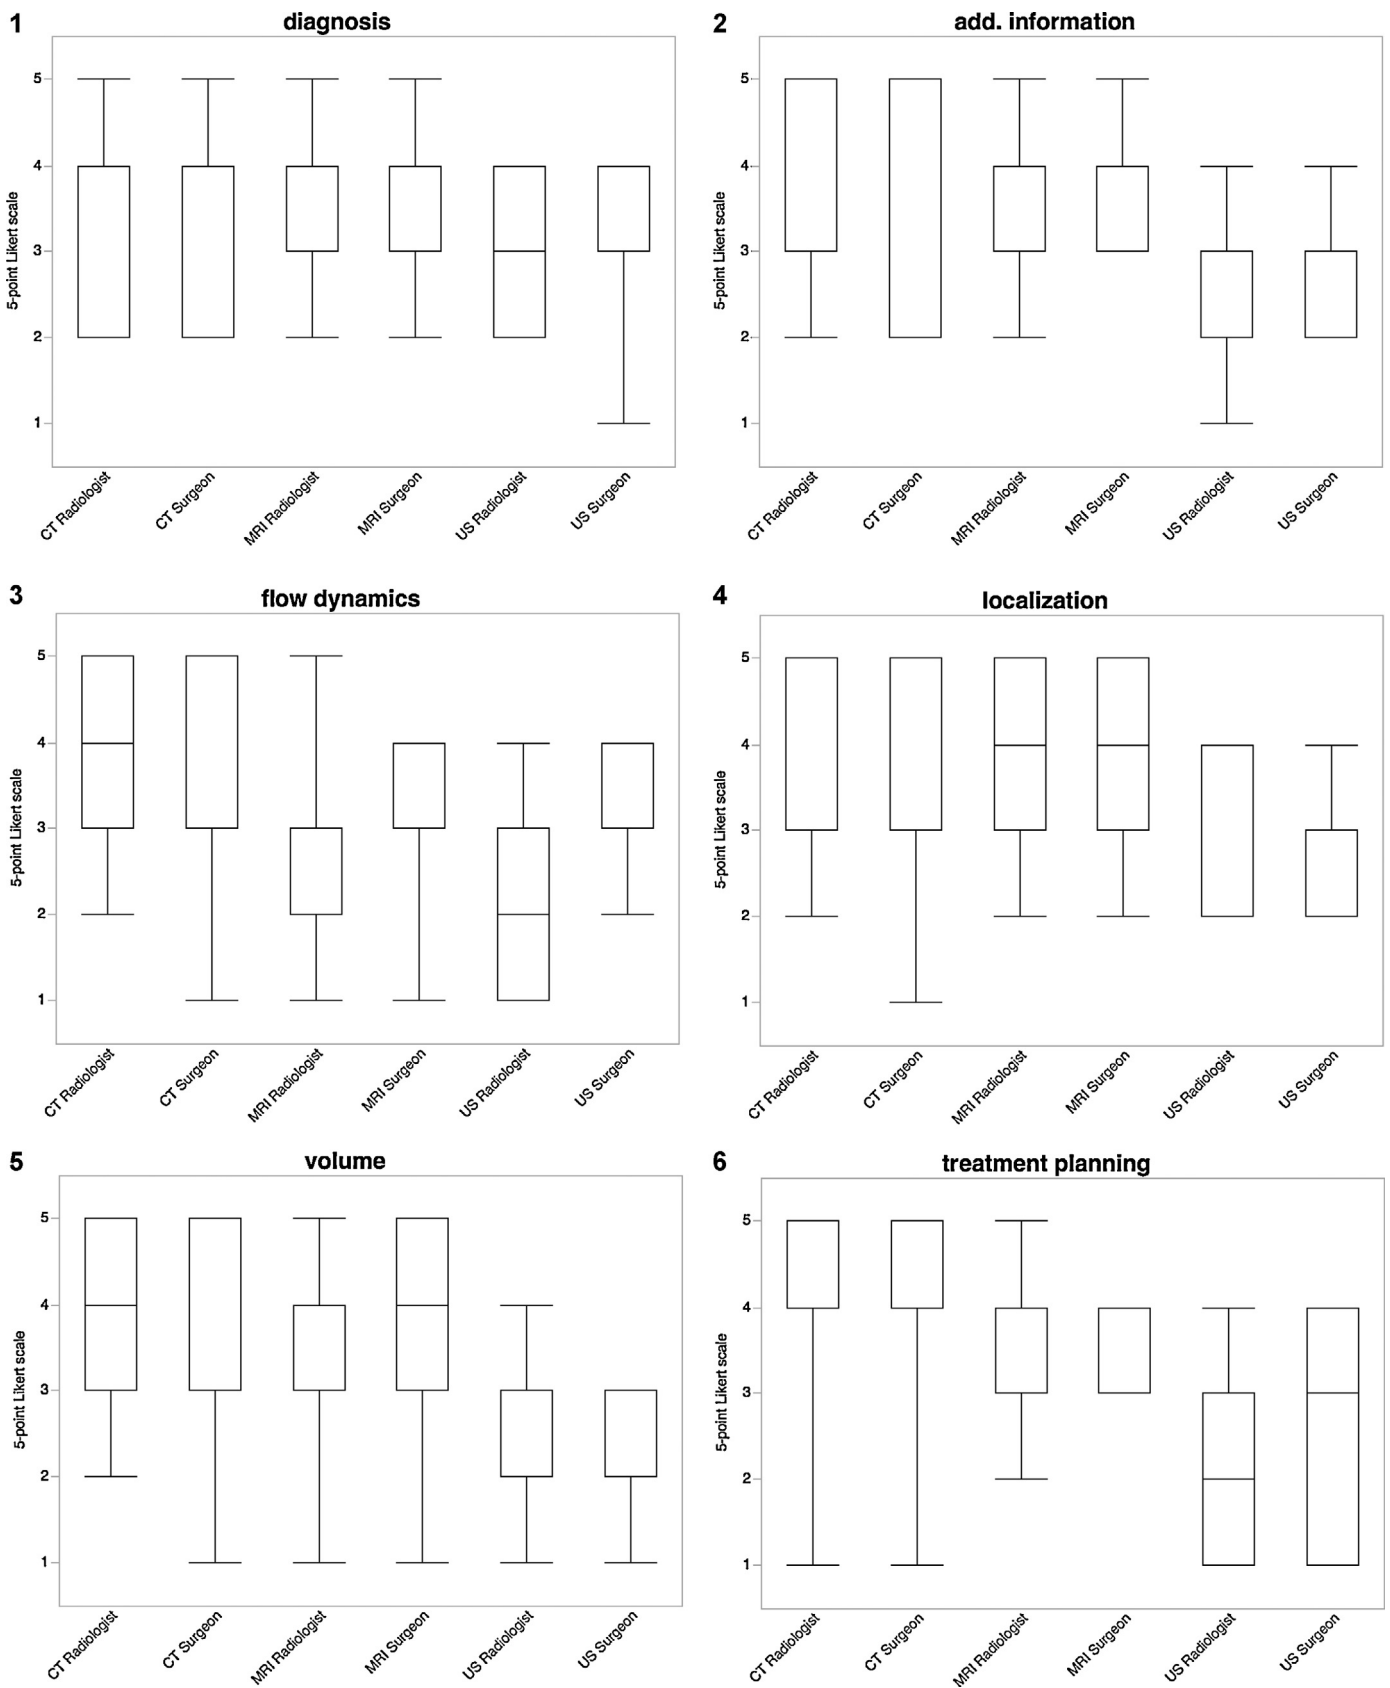 1
diagnosis
5-point Likert scale
5
4
3
2
1
CT Radiologist
CT Surgeon
MRI Radiologist
MRI Surgeon
US Radiologist
US Surgeon
2
add. information
5-point Likert scale
5
4
3
2
1
CT Radiologist
CT Surgeon
MRI Radiologist
MRI Surgeon
US Radiologist
US Surgeon
3
flow dynamics
5-point Likert scale
5
4
3
2
1
CT Radiologist
CT Surgeon
MRI Radiologist
MRI Surgeon
US Radiologist
US Surgeon
4
localization
5-point Likert scale
5
4
3
2
1
CT Radiologist
CT Surgeon
MRI Radiologist
MRI Surgeon
US Radiologist
US Surgeon
5
volume
5-point Likert scale
5
4
3
2
1
CT Radiologist
CT Surgeon
MRI Radiologist
MRI Surgeon
US Radiologist
US Surgeon
6
treatment planning
5-point Likert scale
5
4
3
2
1
CT Radiologist
CT Surgeon
MRI Radiologist
MRI Surgeon
US Radiologist
US Surgeon